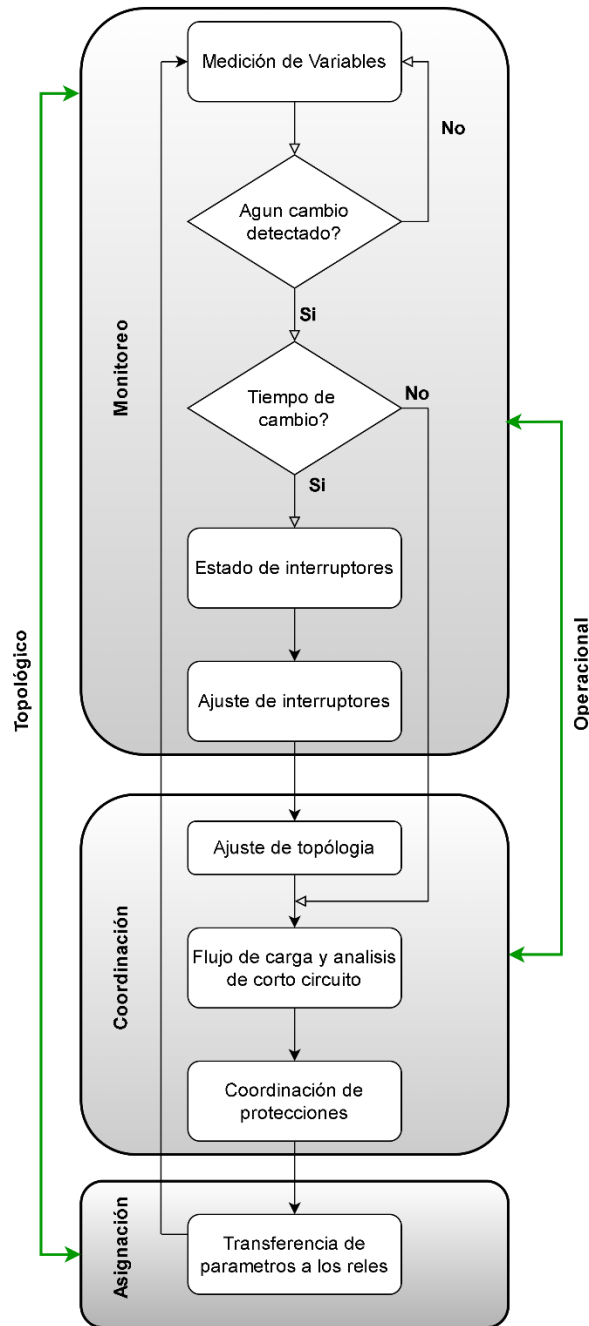 Medición de Variables
No
Agun cambio
detectado?
Si
Monitoreo
Tiempo de
cambio?
No
Si
Estado de interruptores
Ajuste de interruptores
Topológico
Operacional
Ajuste de topólogia
Coordinación
Flujo de carga y analisis
de corto circuito
Coordinación de
protecciones
Asignación
Transferencia de
parametros a los reles